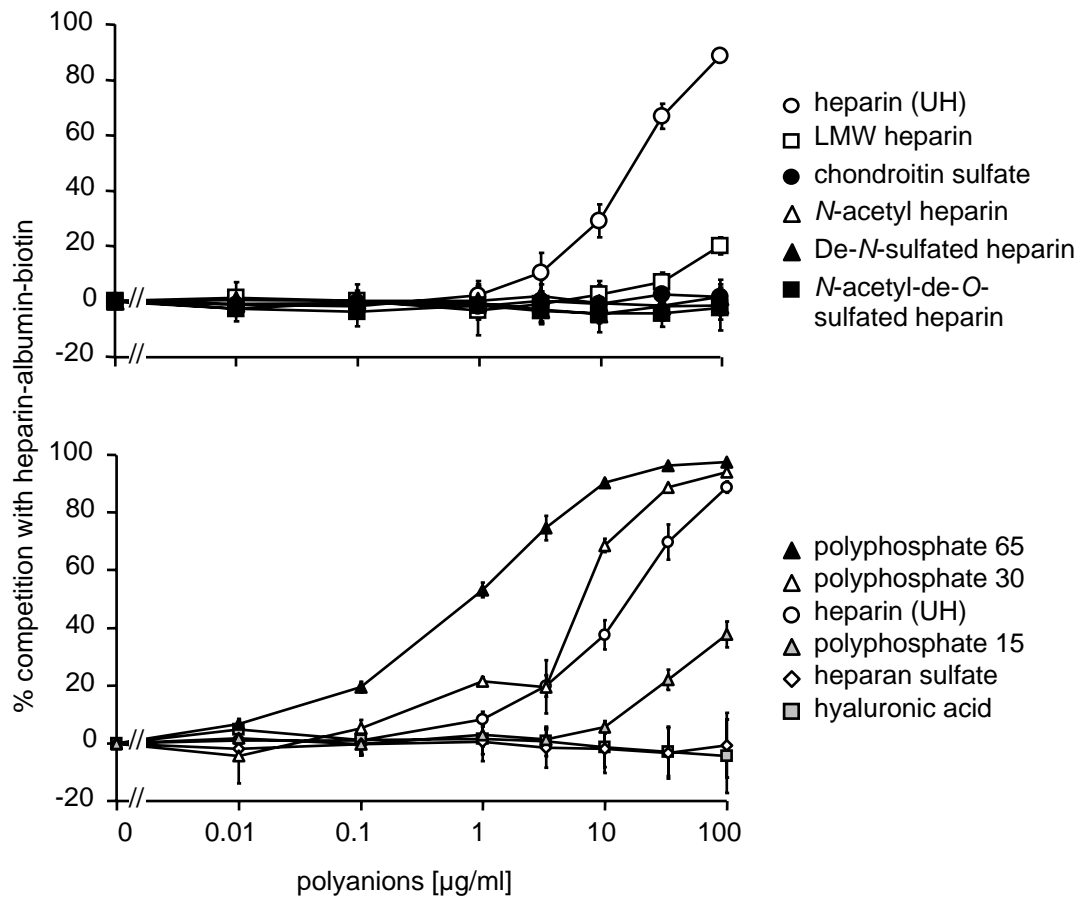 % competition with heparin-albumin-biotin
100
80
60
40
20
0
-20
//
//
heparin (UH)
LMW heparin
chondroitin sulfate
N-acetyl heparin
De-N-sulfated heparin
N-acetyl-de-O-
sulfated heparin
100
80
60
40
20
0
-20
//
//
0 0.01 0.1 1 10 100
polyanions [µg/ml]
polyphosphate 65
polyphosphate 30
heparin (UH)
polyphosphate 15
heparan sulfate
hyaluronic acid